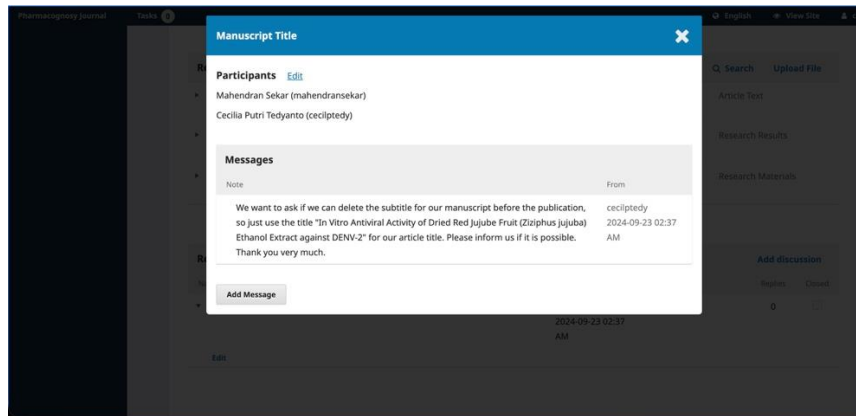 Pharmacognosy Journal Tasks English View Site
Manuscript Title
Search Upload File
Participants Edit
Mahendran Sekar (mahendransekar)
Article Text
Cecilia Putri Tedyanto (cecilptedy)
Research Results
Messages
Note From
Research Materials
We want to ask if we can delete the subtitle for our manuscript before the publication, cecilptedy
so just use the title "In Vitro Antiviral Activity of Dried Red Jujube Fruit (Ziziphus jujuba) 2024-09-23 02:37
Ethanol Extract against DENV-2" for our article title. Please inform us if it is possible. AM
Thank you very much.
Add discussion
Replies Closed
Add Message
0
2024-09-23 02:37
AM
Edit